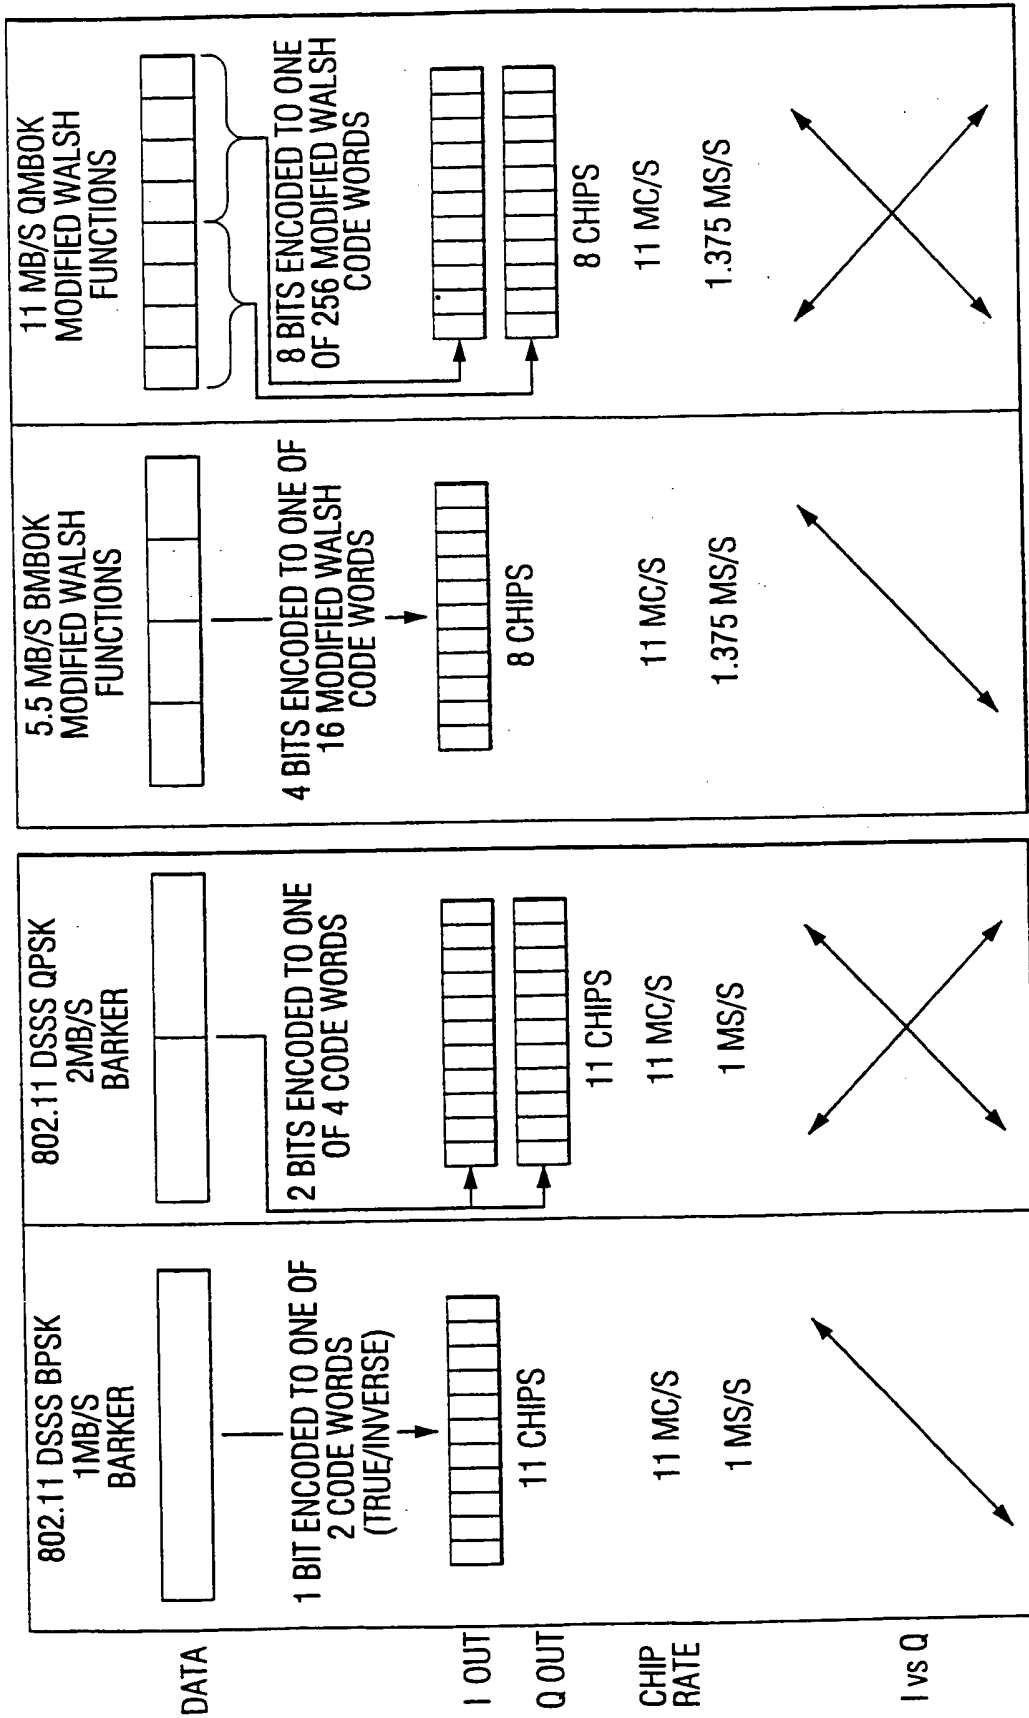 802.11 DSSS BPSK
1MB/S
BARKER
802.11 DSSS QPSK
2MB/S
BARKER
5.5 MB/S BMBOK
MODIFIED WALSH
FUNCTIONS
11 MB/S QMBOK
MODIFIED WALSH
FUNCTIONS
DATA
1 BIT ENCODED TO ONE OF
2 CODE WORDS
(TRUE/INVERSE)
2 BITS ENCODED TO ONE
OF 4 CODE WORDS
4 BITS ENCODED TO ONE OF
16 MODIFIED WALSH
CODE WORDS
8 BITS ENCODED TO ONE
OF 256 MODIFIED WALSH
CODE WORDS
I OUT
Q OUT
11 CHIPS
11 CHIPS
8 CHIPS
8 CHIPS
CHIP
RATE
11 MC/S
11 MC/S
11 MC/S
11 MC/S
1 MS/S
1 MS/S
1.375 MS/S
1.375 MS/S
I vs Q